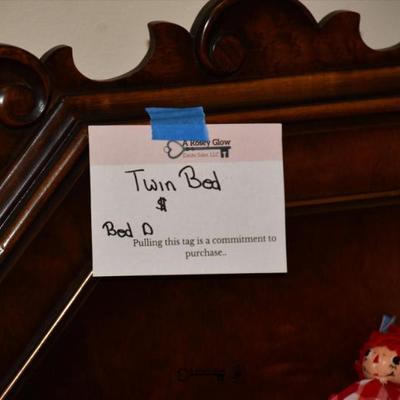 A Rosey Glow
Estate Sales, LLC
Twin Bed
$
Bed D
Pulling this tag is a commitment to
purchase..